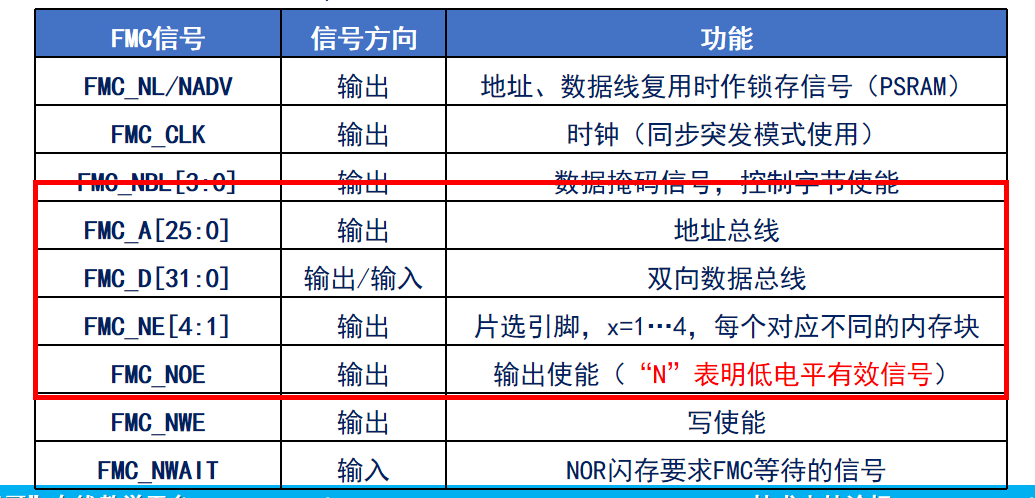 FMC信号 信号方向 功能
FMC_NL/NADV 输出 地址、数据线复用时作锁存信号（PSRAM）
FMC_CLK 输出 时钟（同步突发模式使用）
FMC_NBL[3:0] 输出 数据掩码信号，控制字节使能
FMC_A[25:0] 输出 地址总线
FMC_D[31:0] 输出/输入 双向数据总线
FMC_NE[4:1] 输出 片选引脚，x=1…4，每个对应不同的内存块
FMC_NOE 输出 输出使能（“N”表明低电平有效信号）
FMC_NWE 输出 写使能
FMC_NWAIT 输入 NOR闪存要求FMC等待的信号